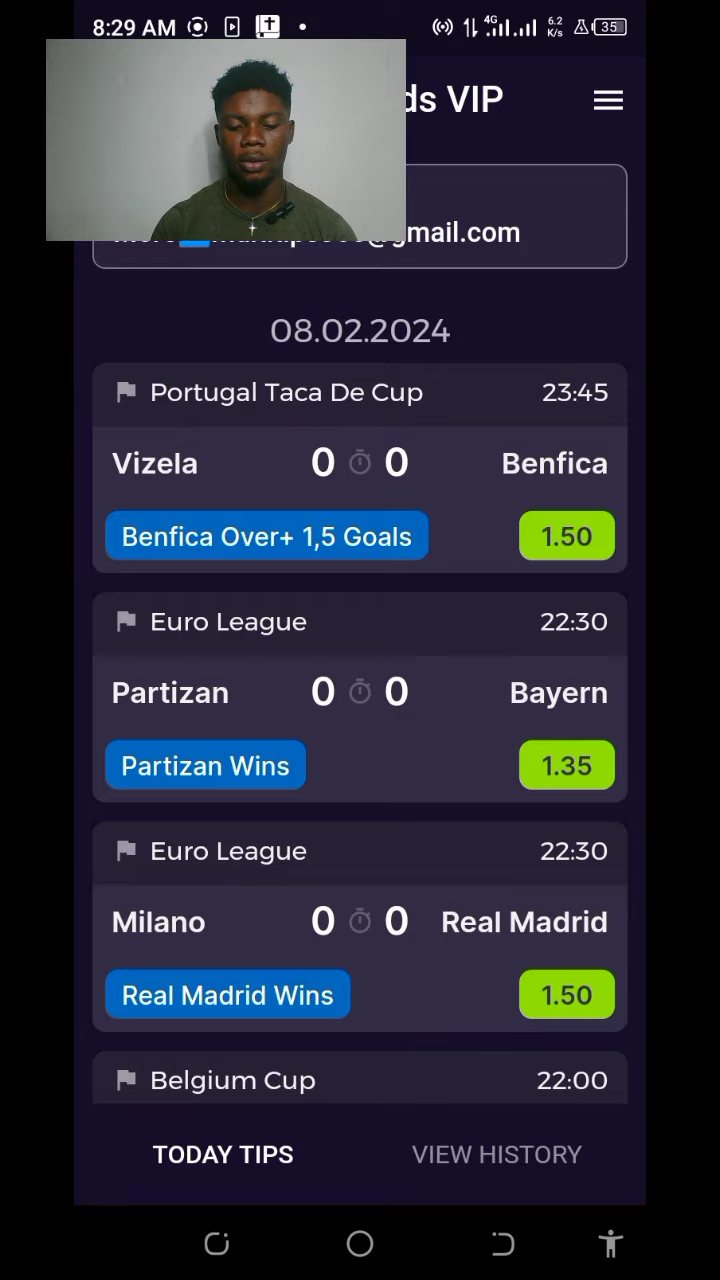 8:29 AM
4G
6.2
K/s
35
ds VIP
gmail.com
08.02.2024
Portugal Taca De Cup 23:45
Vizela 0 0 Benfica
Benfica Over+ 1,5 Goals 1.50
Euro League 22:30
Partizan 0 0 Bayern
Partizan Wins 1.35
Euro League 22:30
Milano 0 0 Real Madrid
Real Madrid Wins 1.50
Belgium Cup 22:00
TODAY TIPS VIEW HISTORY